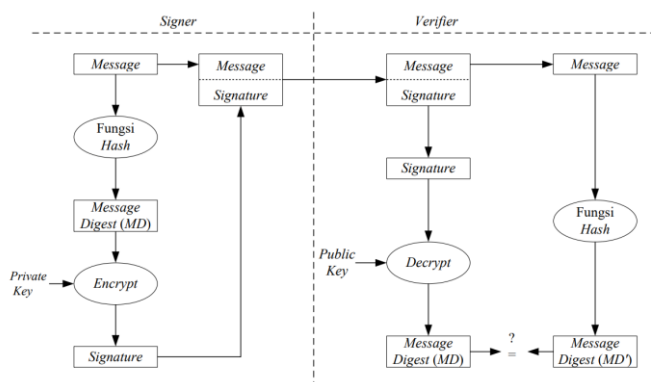 Signer
Verifier
Message
Message
Signature
Message
Signature
Message
Fungsi
Hash
Signature
Message
Digest (MD)
Fungsi
Hash
Private
Key
Encrypt
Public
Key
Decrypt
Signature
Message
Digest (MD)
?
=
Message
Digest (MD')